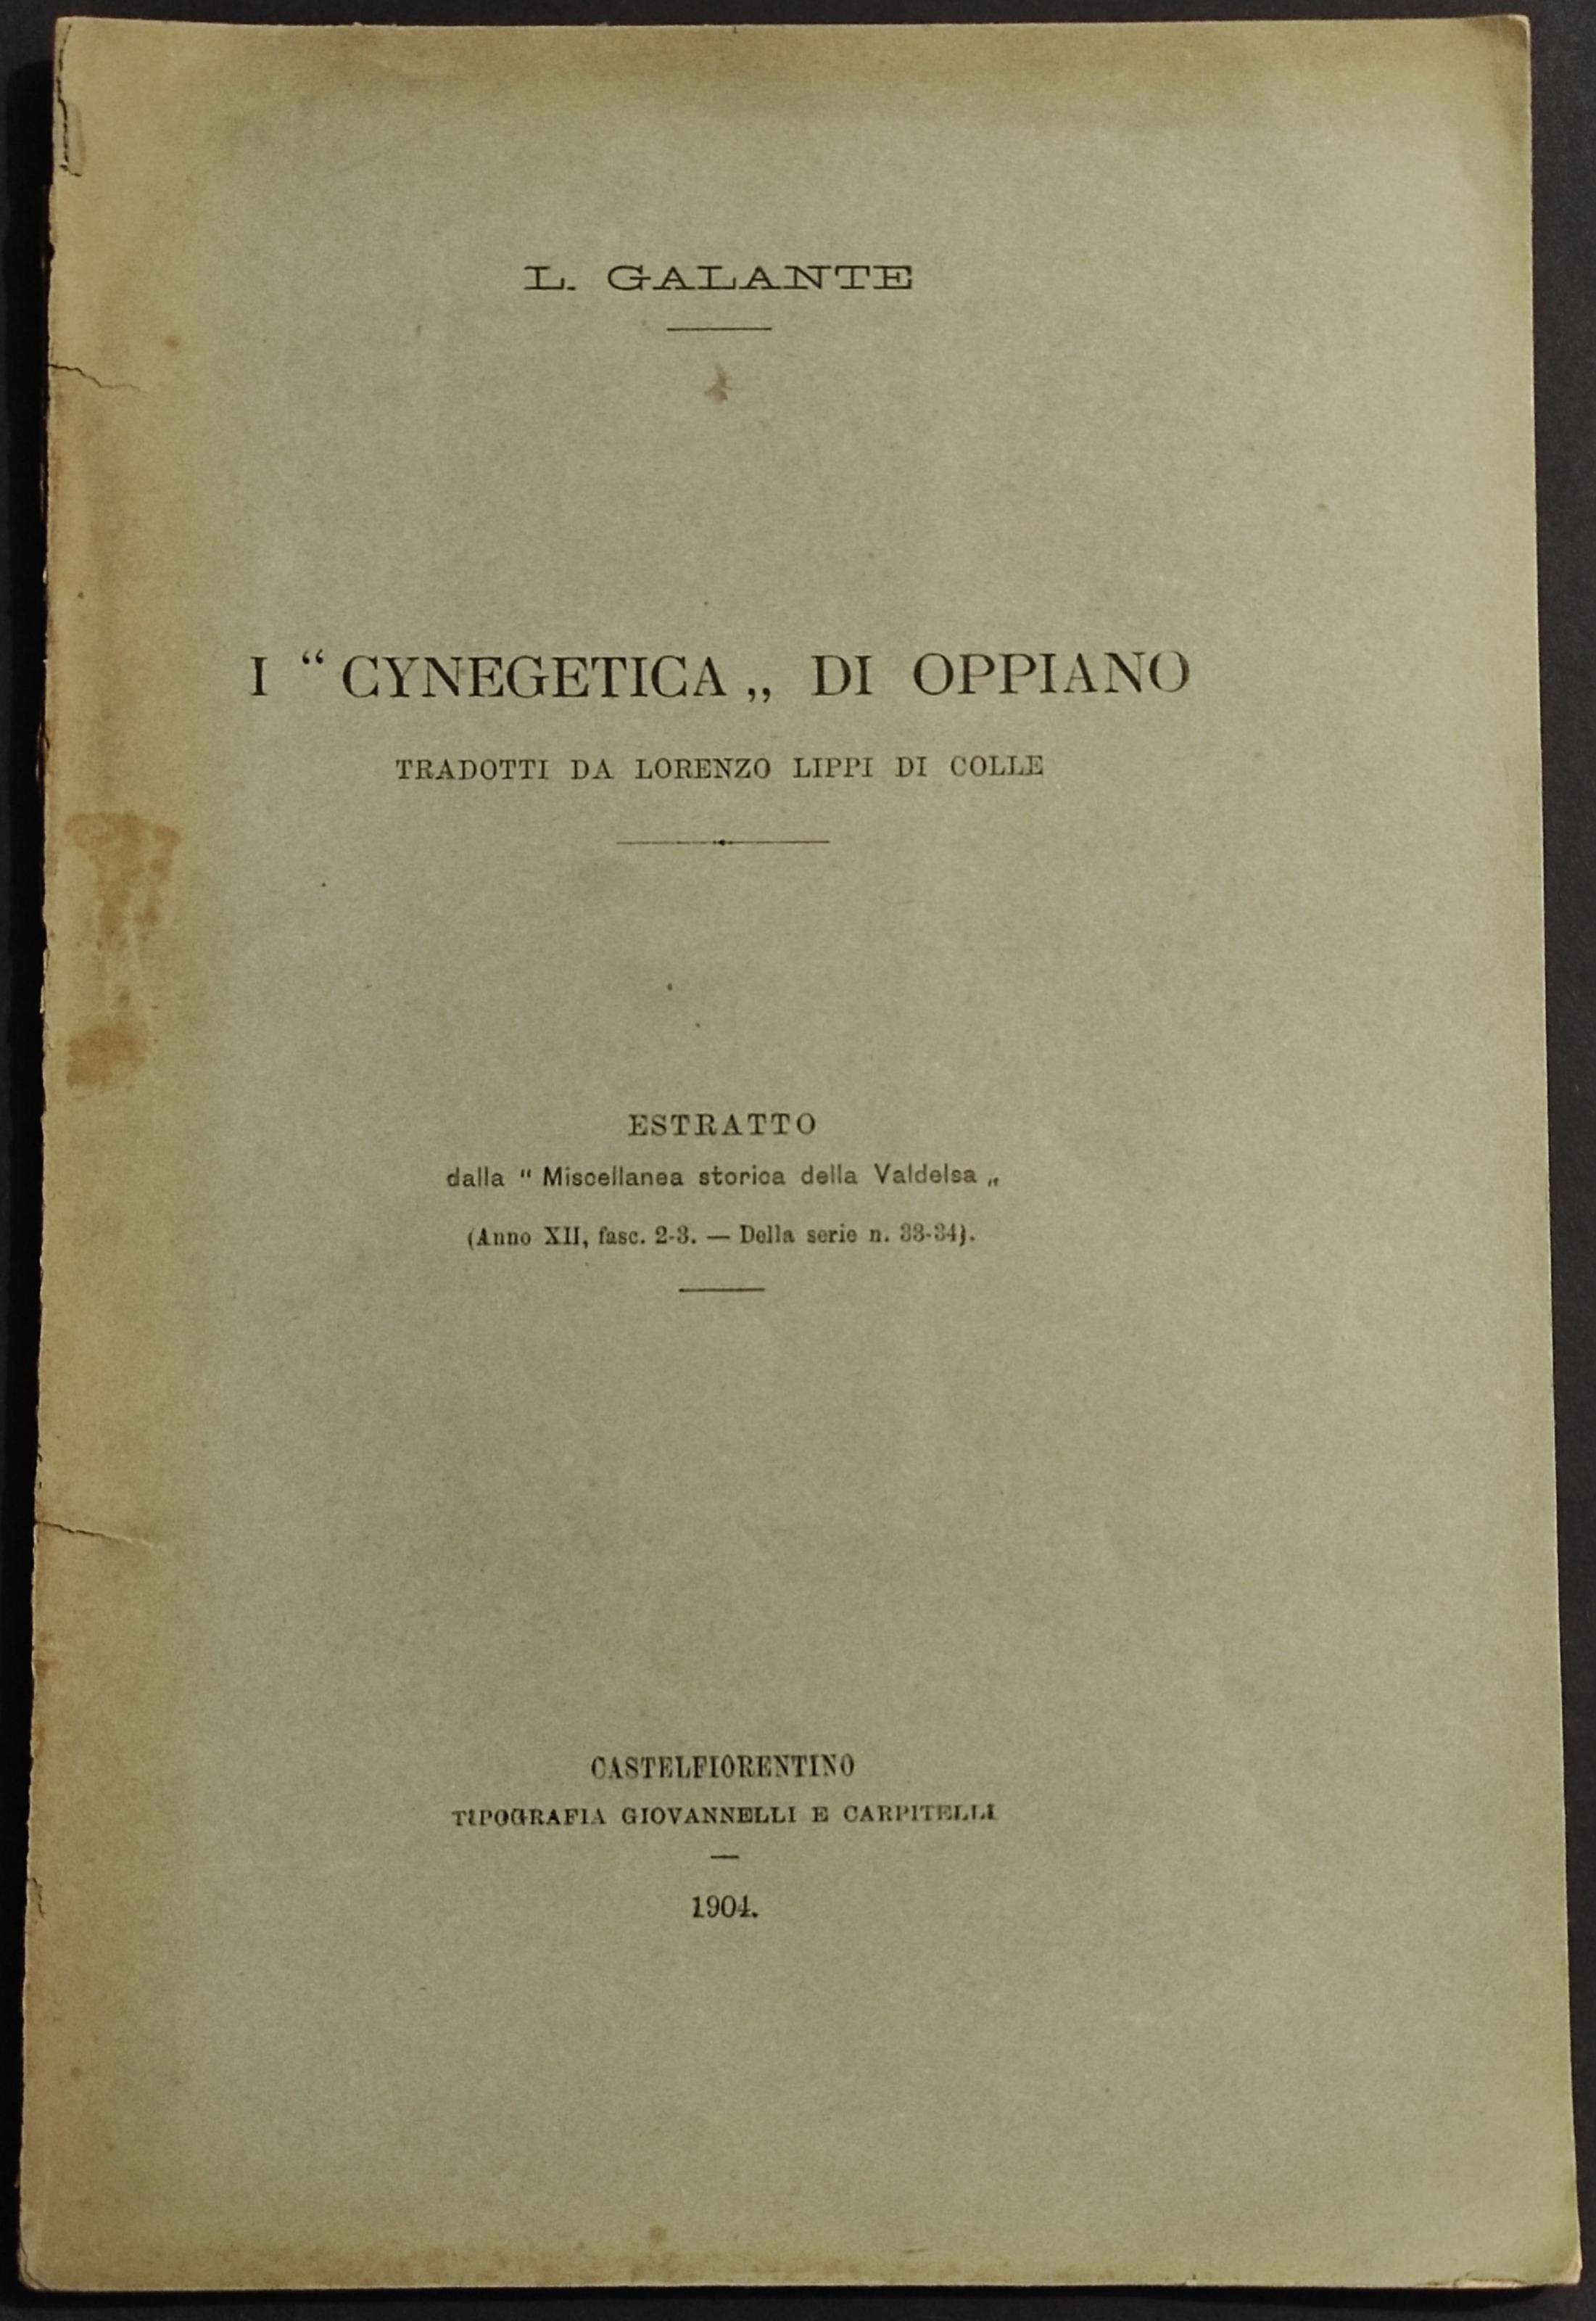 L. GALANTE
I “ CYNEGETICA „ DI OPPIANO
TRADOTTI DA LORENZO LIPPI DI COLLE
ESTRATTO
dalla “ Miscellanea storica della Valdelsa „
(Anno XII, fasc. 2-3. — Della serie n. 33-34).
CASTELFIORENTINO
TIPOGRAFIA GIOVANNELLI E CARPITELLI
1904.